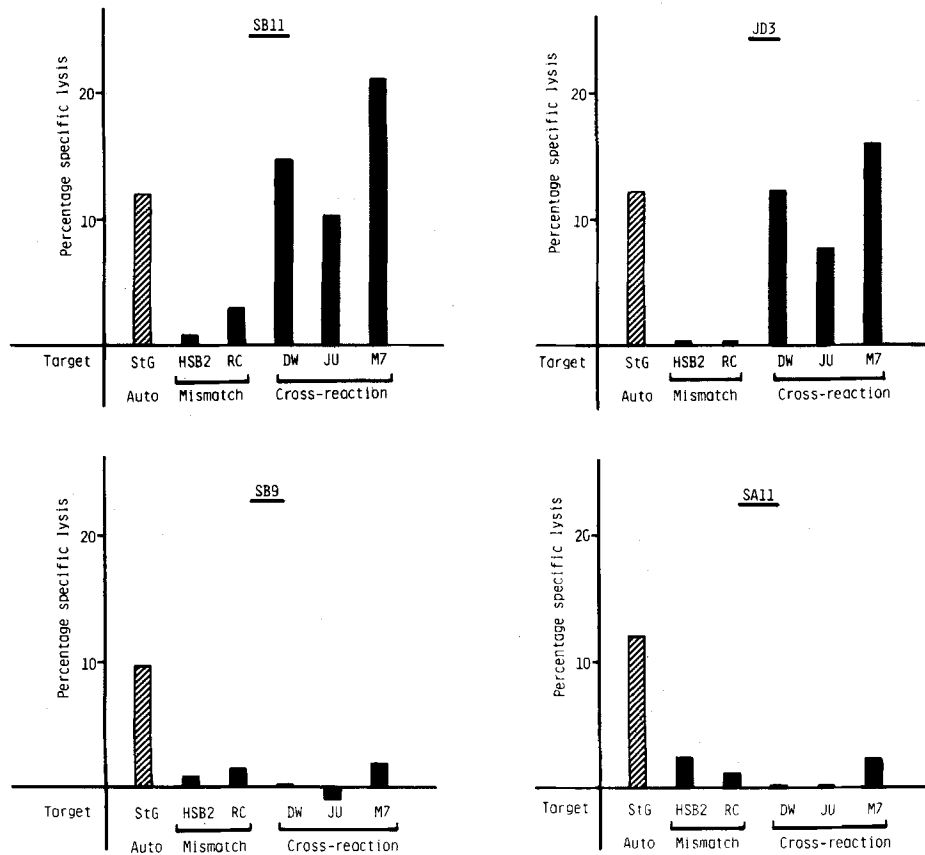 SB11
Percentage specific lysis
20
10
Target StG HSB2 RC DW JU M7
Auto Mismatch Cross-reaction
JD3
Percentage specific lysis
20
10
Target StG HSB2 RC DW JU M7
Auto Mismatch Cross-reaction
SB9
Percentage specific lysis
20
10
Target StG HSB2 RC DW JU M7
Auto Mismatch Cross-reaction
SA11
Percentage specific lysis
20
10
Target StG HSB2 RC DW JU M7
Auto Mismatch Cross-reaction